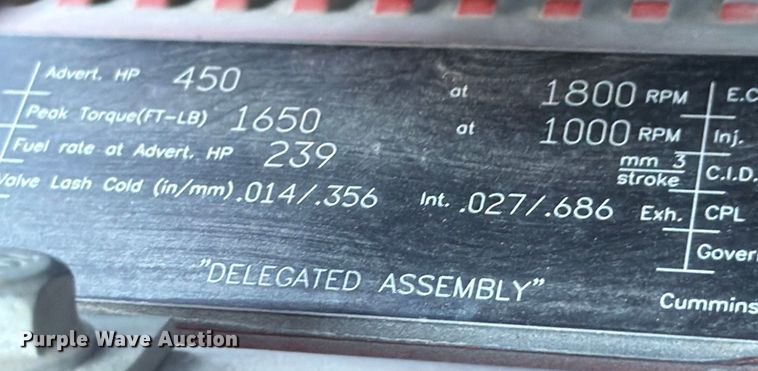 Advert. HP 450 at 1800 RPM E.C
Peak Torque(FT-LB) 1650 at 1000 RPM Inj.
Fuel rate at Advert. HP 239 mm 3 stroke C.I.D.
Valve Lash Cold (in/mm) .014/.356 Int. .027/.686 Exh. CPL
Gover
"DELEGATED ASSEMBLY"
Cummins
Purple Wave Auction